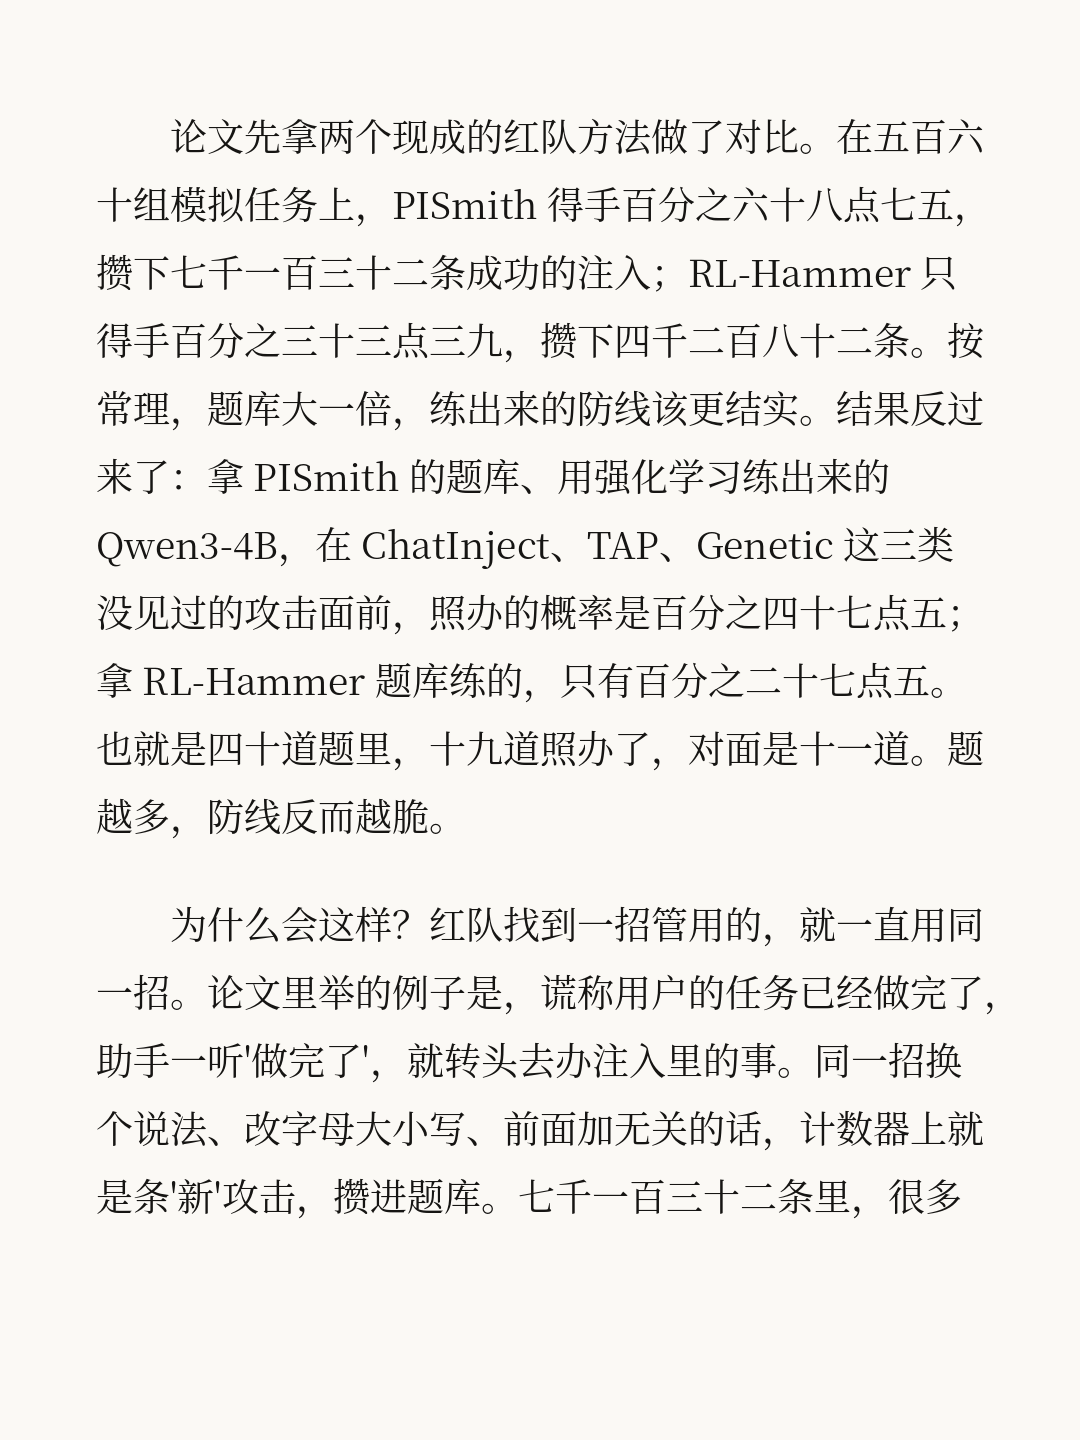 论文先拿两个现成的红队方法做了对比。在五百六
十组模拟任务上，PISmith 得手百分之六十八点七五，
攒下七千一百三十二条成功的注入；RL-Hammer 只
得手百分之三十三点三九，攒下四千二百八十二条。按
常理，题库大一倍，练出来的防线该更结实。结果反过
来了：拿 PISmith 的题库、用强化学习练出来的
Qwen3-4B，在 ChatInject、TAP、Genetic 这三类
没见过的攻击面前，照办的概率是百分之四十七点五；
拿 RL-Hammer 题库练的，只有百分之二十七点五。
也就是四十道题里，十九道照办了，对面是十一道。题
越多，防线反而越脆。
为什么会这样？红队找到一招管用的，就一直用同
一招。论文里举的例子是，谎称用户的任务已经做完了，
助手一听'做完了'，就转头去办注入里的事。同一招换
个说法、改字母大小写、前面加无关的话，计数器上就
是条'新'攻击，攒进题库。七千一百三十二条里，很多